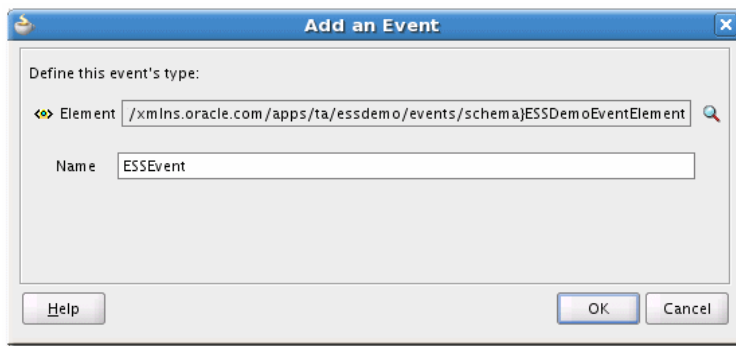 Add an Event
Define this event's type:
Element /xmlns.oracle.com/apps/ta/essdemo/events/schema}ESSDemoEventElement
Name ESSEvent
Help OK Cancel